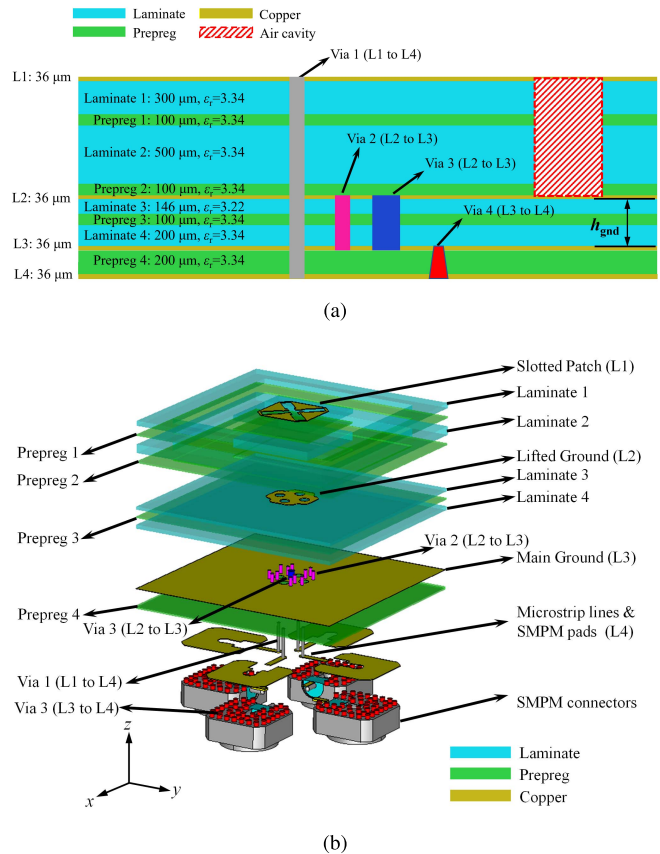 Laminate Copper
Prepreg Air cavity
Via 1 (L1 to L4)
L1: 36 μm
Laminate 1: 300 μm, εr=3.34
Prepreg 1: 100 μm, εr=3.34
Via 2 (L2 to L3)
Laminate 2: 500 μm, εr=3.34
Via 3 (L2 to L3)
Prepreg 2: 100 μm, εr=3.34
L2: 36 μm
Laminate 3: 146 μm, εr=3.22
Via 4 (L3 to L4)
Prepreg 3: 100 μm, εr=3.34
hgnd
Laminate 4: 200 μm, εr=3.34
L3: 36 μm
Prepreg 4: 200 μm, εr=3.34
L4: 36 μm
(a)
Slotted Patch (L1)
Laminate 1
Laminate 2
Prepreg 1
Lifted Ground (L2)
Prepreg 2
Laminate 3
Laminate 4
Prepreg 3
Via 2 (L2 to L3)
Main Ground (L3)
Prepreg 4
Via 3 (L2 to L3)
Microstrip lines &
SMPM pads (L4)
Via 1 (L1 to L4)
Via 3 (L3 to L4)
SMPM connectors
z
Laminate
Prepreg
x y
Copper
(b)